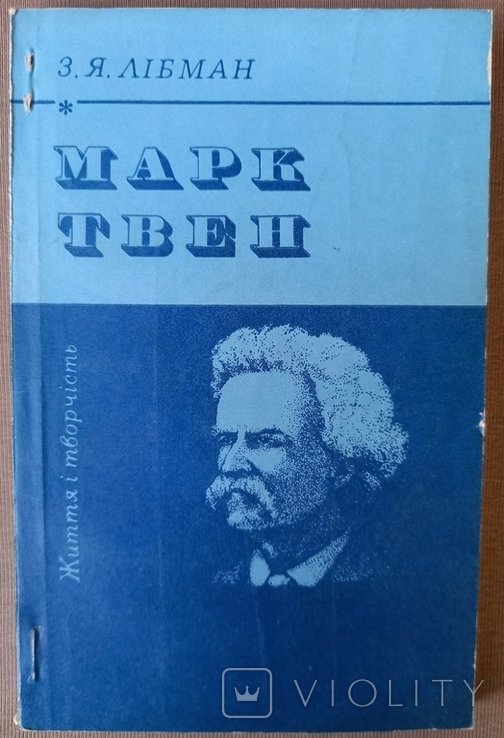 З. Я. ЛІБМАН
*
МАРК
ТВЕН
Життя і творчість
VIOLITY